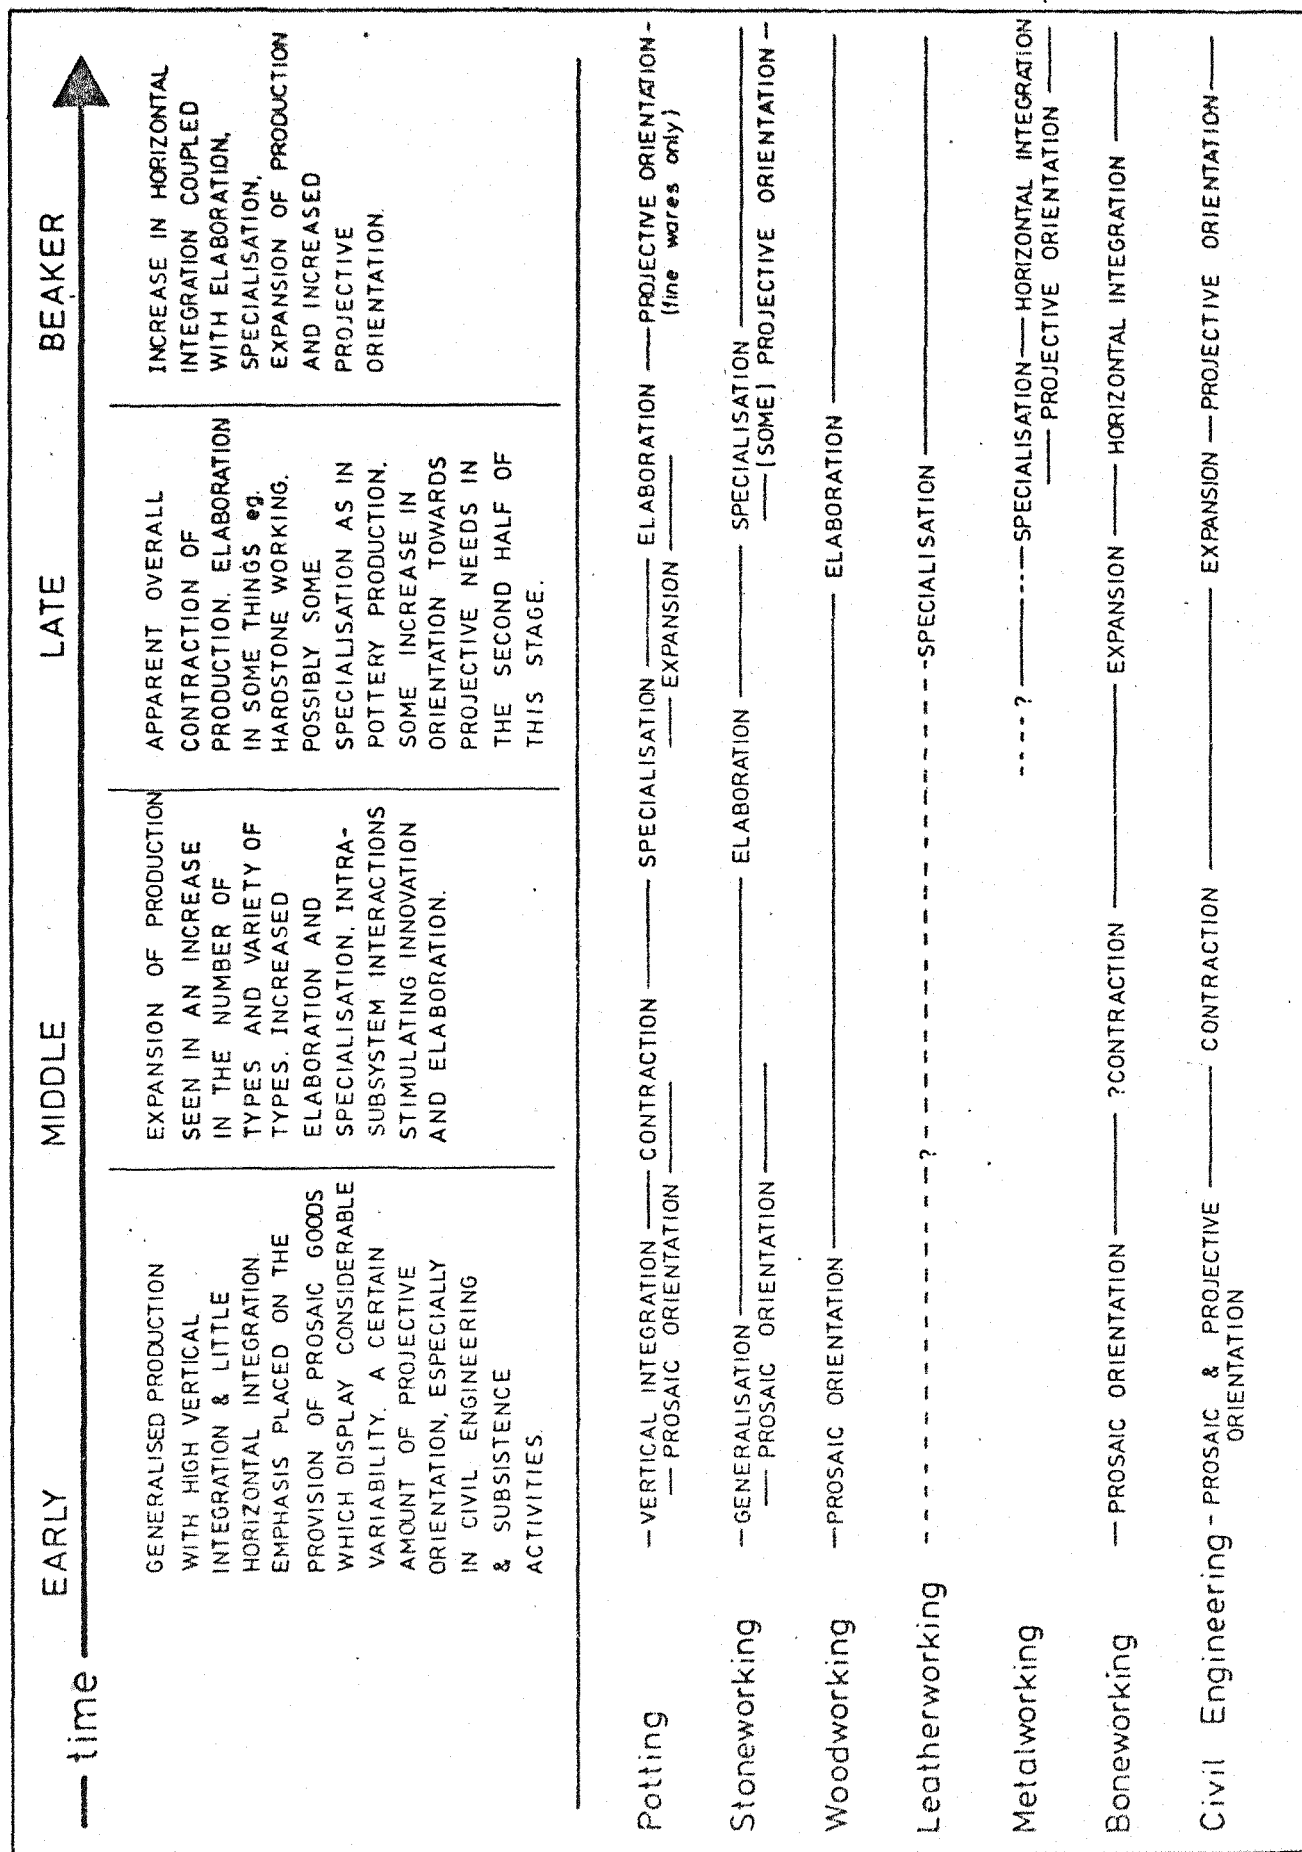 EARLY MIDDLE LATE BEAKER
time
GENERALISED PRODUCTION
WITH HIGH VERTICAL
INTEGRATION & LITTLE
HORIZONTAL INTEGRATION.
EMPHASIS PLACED ON THE
PROVISION OF PROSAIC GOODS
WHICH DISPLAY CONSIDERABLE
VARIABILITY. A CERTAIN
AMOUNT OF PROJECTIVE
ORIENTATION, ESPECIALLY
IN CIVIL ENGINEERING
& SUBSISTENCE
ACTIVITIES.
EXPANSION OF PRODUCTION
SEEN IN AN INCREASE
IN THE NUMBER OF
TYPES AND VARIETY OF
TYPES. INCREASED
ELABORATION AND
SPECIALISATION, INTRA-
SUBSYSTEM INTERACTIONS
STIMULATING INNOVATION
AND ELABORATION.
APPARENT OVERALL
CONTRACTION OF
PRODUCTION. ELABORATION
IN SOME THINGS eg.
HARDSTONE WORKING.
POSSIBLY SOME
SPECIALISATION AS IN
POTTERY PRODUCTION.
SOME INCREASE IN
ORIENTATION TOWARDS
PROJECTIVE NEEDS IN
THE SECOND HALF OF
THIS STAGE.
INCREASE IN HORIZONTAL
INTEGRATION COUPLED
WITH ELABORATION,
SPECIALISATION,
EXPANSION OF PRODUCTION
AND INCREASED
PROJECTIVE
ORIENTATION.
Potting VERTICAL INTEGRATION CONTRACTION SPECIALISATION ELABORATION PROJECTIVE ORIENTATION
PROSAIC ORIENTATION EXPANSION (fine wares only)
Stoneworking GENERALISATION ELABORATION SPECIALISATION
PROSAIC ORIENTATION [SOME] PROJECTIVE ORIENTATION
Woodworking PROSAIC ORIENTATION ELABORATION
Leatherworking ? SPECIALISATION
Metalworking ? SPECIALISATION HORIZONTAL INTEGRATION
PROJECTIVE ORIENTATION
Boneworking PROSAIC ORIENTATION ?CONTRACTION EXPANSION HORIZONTAL INTEGRATION
Civil Engineering PROSAIC & PROJECTIVE CONTRACTION EXPANSION PROJECTIVE ORIENTATION
ORIENTATION